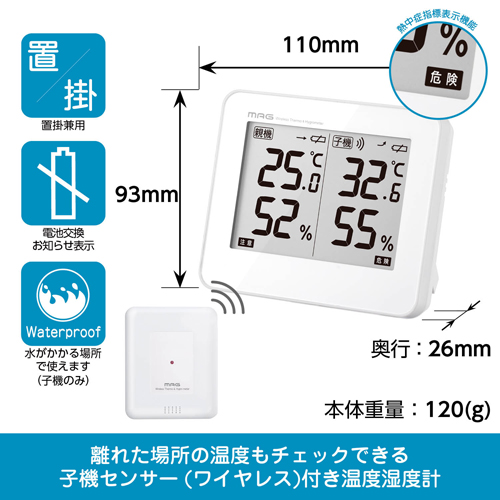 置
掛
置掛兼用
電池交換
お知らせ表示
Waterproof
水がかかる場所
で使えます
(子機のみ)
110mm
93mm
熱中症指標表示機能
5%
危険
MAG
Wireless Thermo & Hygrometer
親機
子機
25.0℃
32.6℃
52%
55%
注意
危険
MAG
奥行：26mm
本体重量：120(g)
離れた場所の温度もチェックできる
子機センサー(ワイヤレス)付き温度湿度計